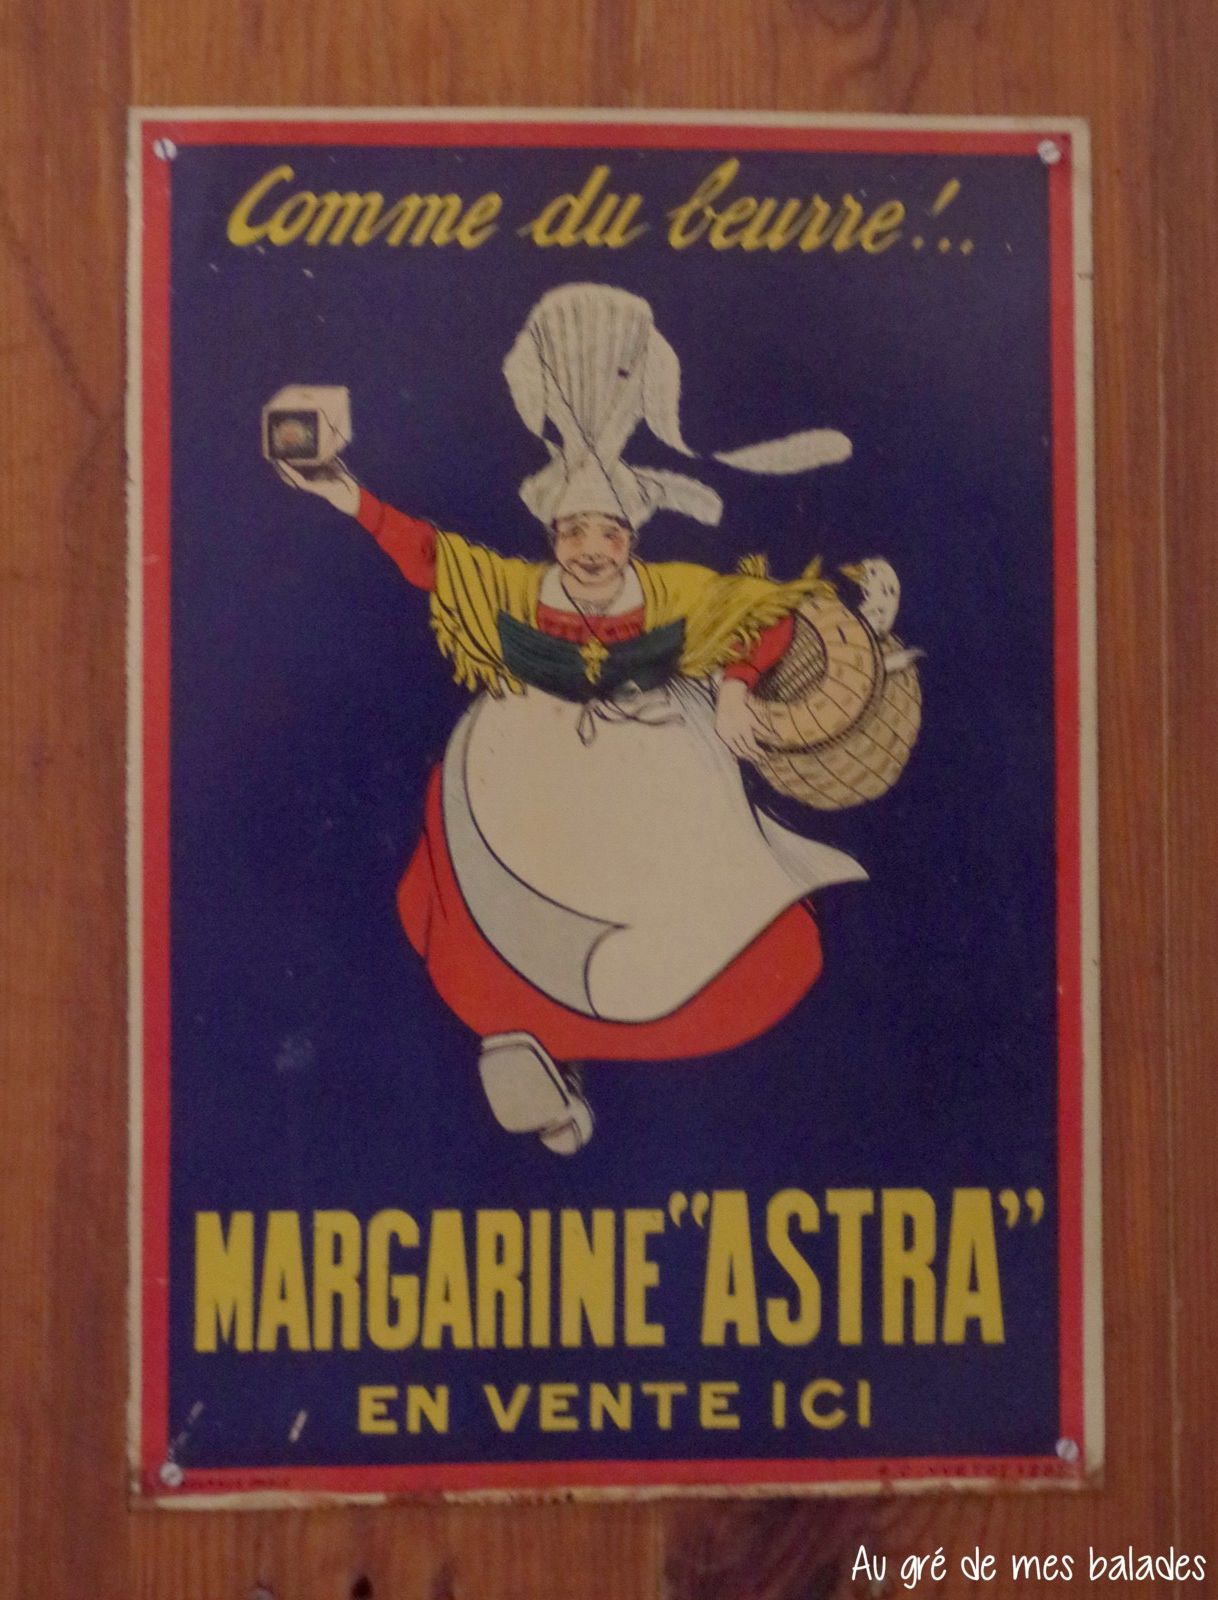 Comme du beurre!..
MARGARINE “ASTRA”
EN VENTE ICI
Au gré de mes balades